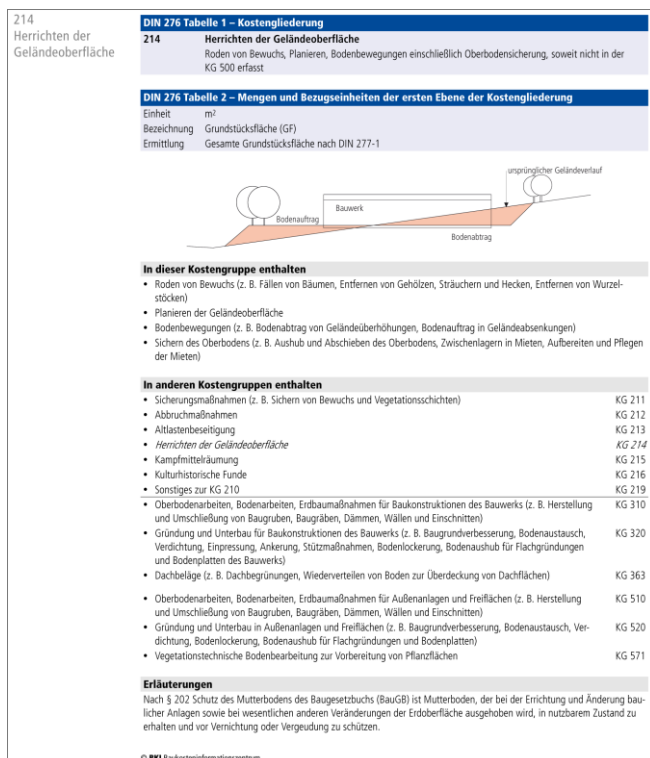 214
Herrichten der
Geländeoberfläche
DIN 276 Tabelle 1 – Kostengliederung
214 Herrichten der Geländeoberfläche
Roden von Bewuchs, Planieren, Bodenbewegungen einschließlich Oberbodensicherung, soweit nicht in der
KG 500 erfasst
DIN 276 Tabelle 2 – Mengen und Bezugseinheiten der ersten Ebene der Kostengliederung
Einheit m²
Bezeichnung Grundstücksfläche (GF)
Ermittlung Gesamte Grundstücksfläche nach DIN 277-1
ursprünglicher Geländeverlauf
Bauwerk
Bodenauftrag
Bodenabtrag
In dieser Kostengruppe enthalten
• Roden von Bewuchs (z. B. Fällen von Bäumen, Entfernen von Gehölzen, Sträuchern und Hecken, Entfernen von Wurzel-
stöcken)
• Planieren der Geländeoberfläche
• Bodenbewegungen (z. B. Bodenabtrag von Geländeüberhöhungen, Bodenauftrag in Geländeabsenkungen)
• Sichern des Oberbodens (z. B. Aushub und Abschieben des Oberbodens, Zwischenlagern in Mieten, Aufbereiten und Pflegen
der Mieten)
In anderen Kostengruppen enthalten
• Sicherungsmaßnahmen (z. B. Sichern von Bewuchs und Vegetationsschichten) KG 211
• Abbruchmaßnahmen KG 212
• Altlastenbeseitigung KG 213
• Herrichten der Geländeoberfläche KG 214
• Kampfmittelräumung KG 215
• Kulturhistorische Funde KG 216
• Sonstiges zur KG 210 KG 219
• Oberbodenarbeiten, Bodenarbeiten, Erdbaumaßnahmen für Baukonstruktionen des Bauwerks (z. B. Herstellung KG 310
und Umschließung von Baugruben, Baugräben, Dämmen, Wällen und Einschnitten)
• Gründung und Unterbau für Baukonstruktionen des Bauwerks (z. B. Baugrundverbesserung, Bodenaustausch, KG 320
Verdichtung, Einpressung, Ankerung, Stützmaßnahmen, Bodenlockerung, Bodenaushub für Flachgründungen
und Bodenplatten des Bauwerks)
• Dachbeläge (z. B. Dachbegrünungen, Wiederverteilen von Boden zur Überdeckung von Dachflächen) KG 363
• Oberbodenarbeiten, Bodenarbeiten, Erdbaumaßnahmen für Außenanlagen und Freiflächen (z. B. Herstellung KG 510
und Umschließung von Baugruben, Baugräben, Dämmen, Wällen und Einschnitten)
• Gründung und Unterbau in Außenanlagen und Freiflächen (z. B. Baugrundverbesserung, Bodenaustausch, Ver- KG 520
dichtung, Bodenlockerung, Bodenaushub für Flachgründungen und Bodenplatten)
• Vegetationstechnische Bodenbearbeitung zur Vorbereitung von Pflanzflächen KG 571
Erläuterungen
Nach § 202 Schutz des Mutterbodens des Baugesetzbuchs (BauGB) ist Mutterboden, der bei der Errichtung und Änderung bau-
licher Anlagen sowie bei wesentlichen anderen Veränderungen der Erdoberfläche ausgehoben wird, in nutzbarem Zustand zu
erhalten und vor Vernichtung oder Vergeudung zu schützen.
© BKI Baukosteninformationszentrum